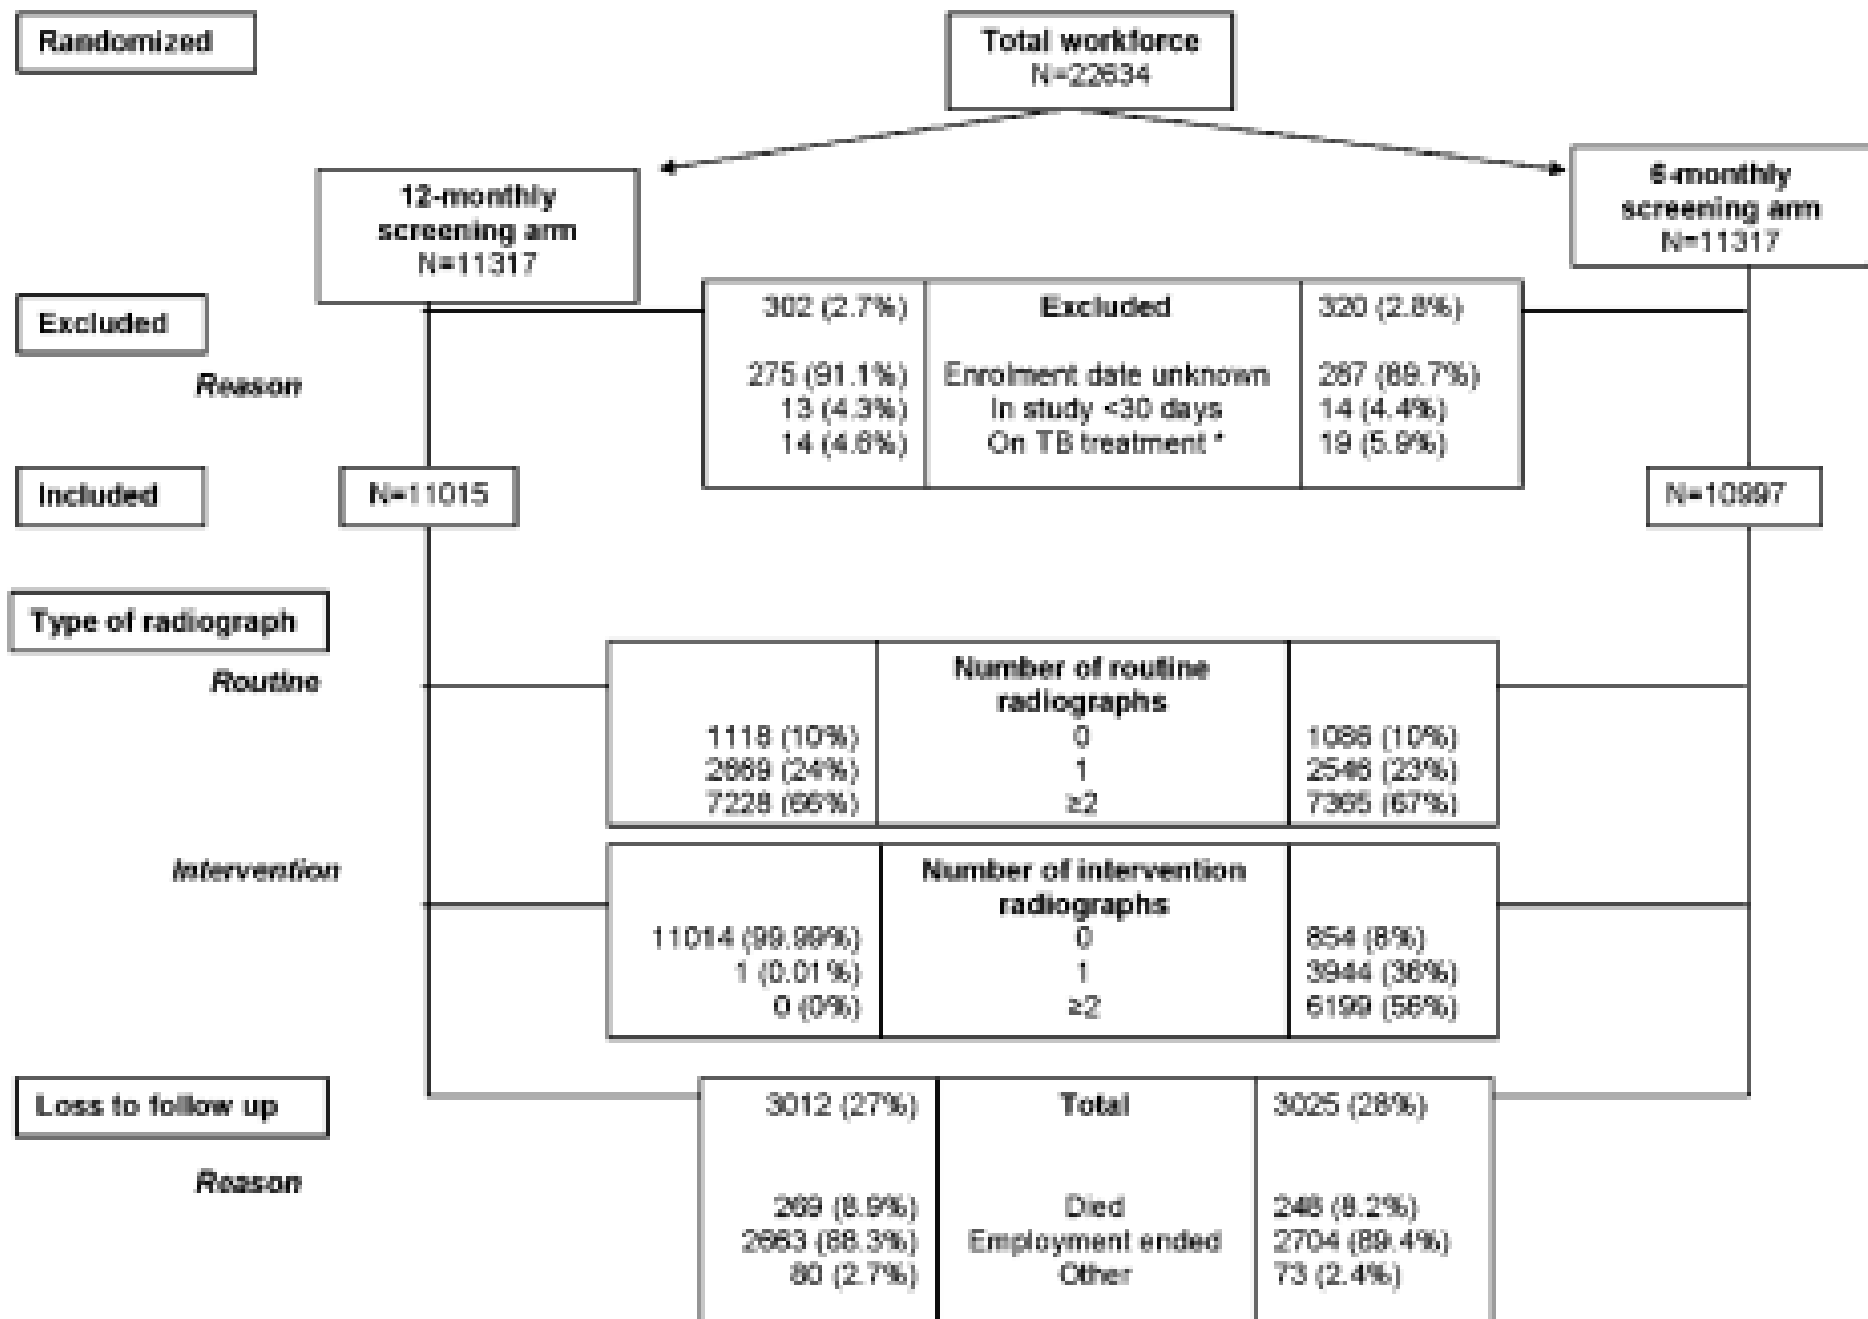 Randomized
Total workforce
N=22634
12-monthly
screening arm
N=11317
6-monthly
screening arm
N=11317
Excluded
302 (2.7%) Excluded 320 (2.8%)
Reason
275 (91.1%) Enrolment date unknown 287 (89.7%)
13 (4.3%) In study <30 days 14 (4.4%)
14 (4.6%) On TB treatment * 19 (5.9%)
Included
N=11015
N=10997
Type of radiograph
Routine
Number of routine
radiographs
1118 (10%) 0 1086 (10%)
2669 (24%) 1 2546 (23%)
7228 (66%) ≥2 7365 (67%)
Intervention
Number of intervention
radiographs
11014 (99.99%) 0 854 (8%)
1 (0.01%) 1 3944 (36%)
0 (0%) ≥2 6199 (56%)
Loss to follow up
3012 (27%) Total 3025 (28%)
Reason
269 (8.9%) Died 248 (8.2%)
2663 (88.3%) Employment ended 2704 (89.4%)
80 (2.7%) Other 73 (2.4%)